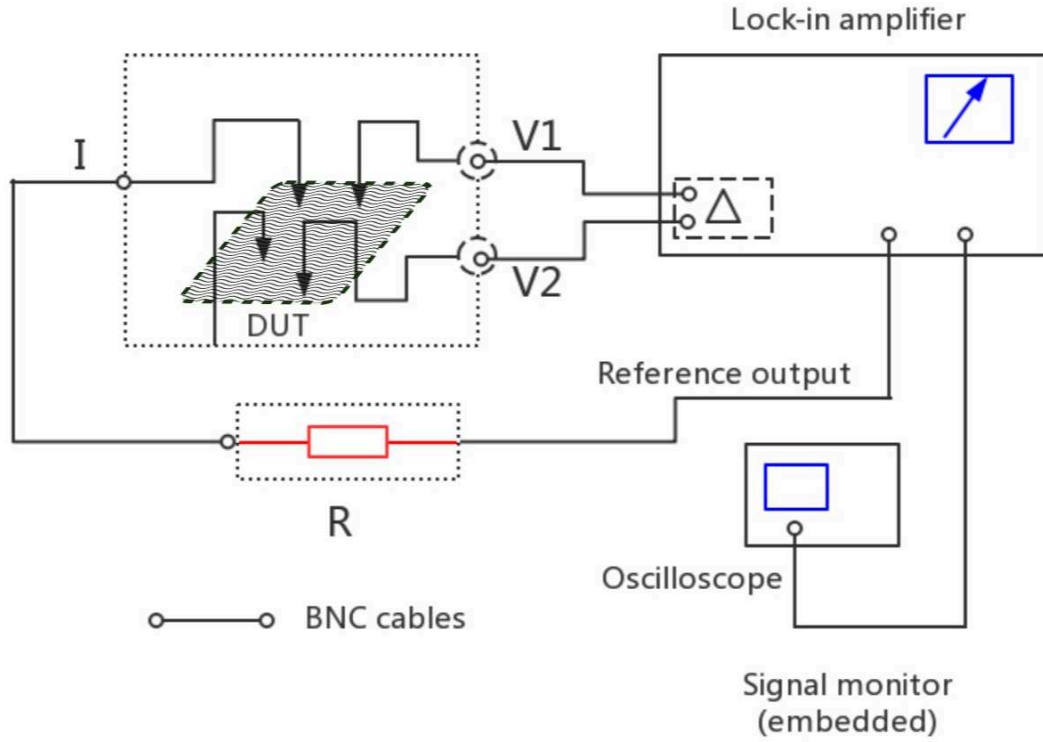 Lock-in amplifier
I
V1
V2
DUT
Reference output
R
Oscilloscope
BNC cables
Signal monitor
(embedded)